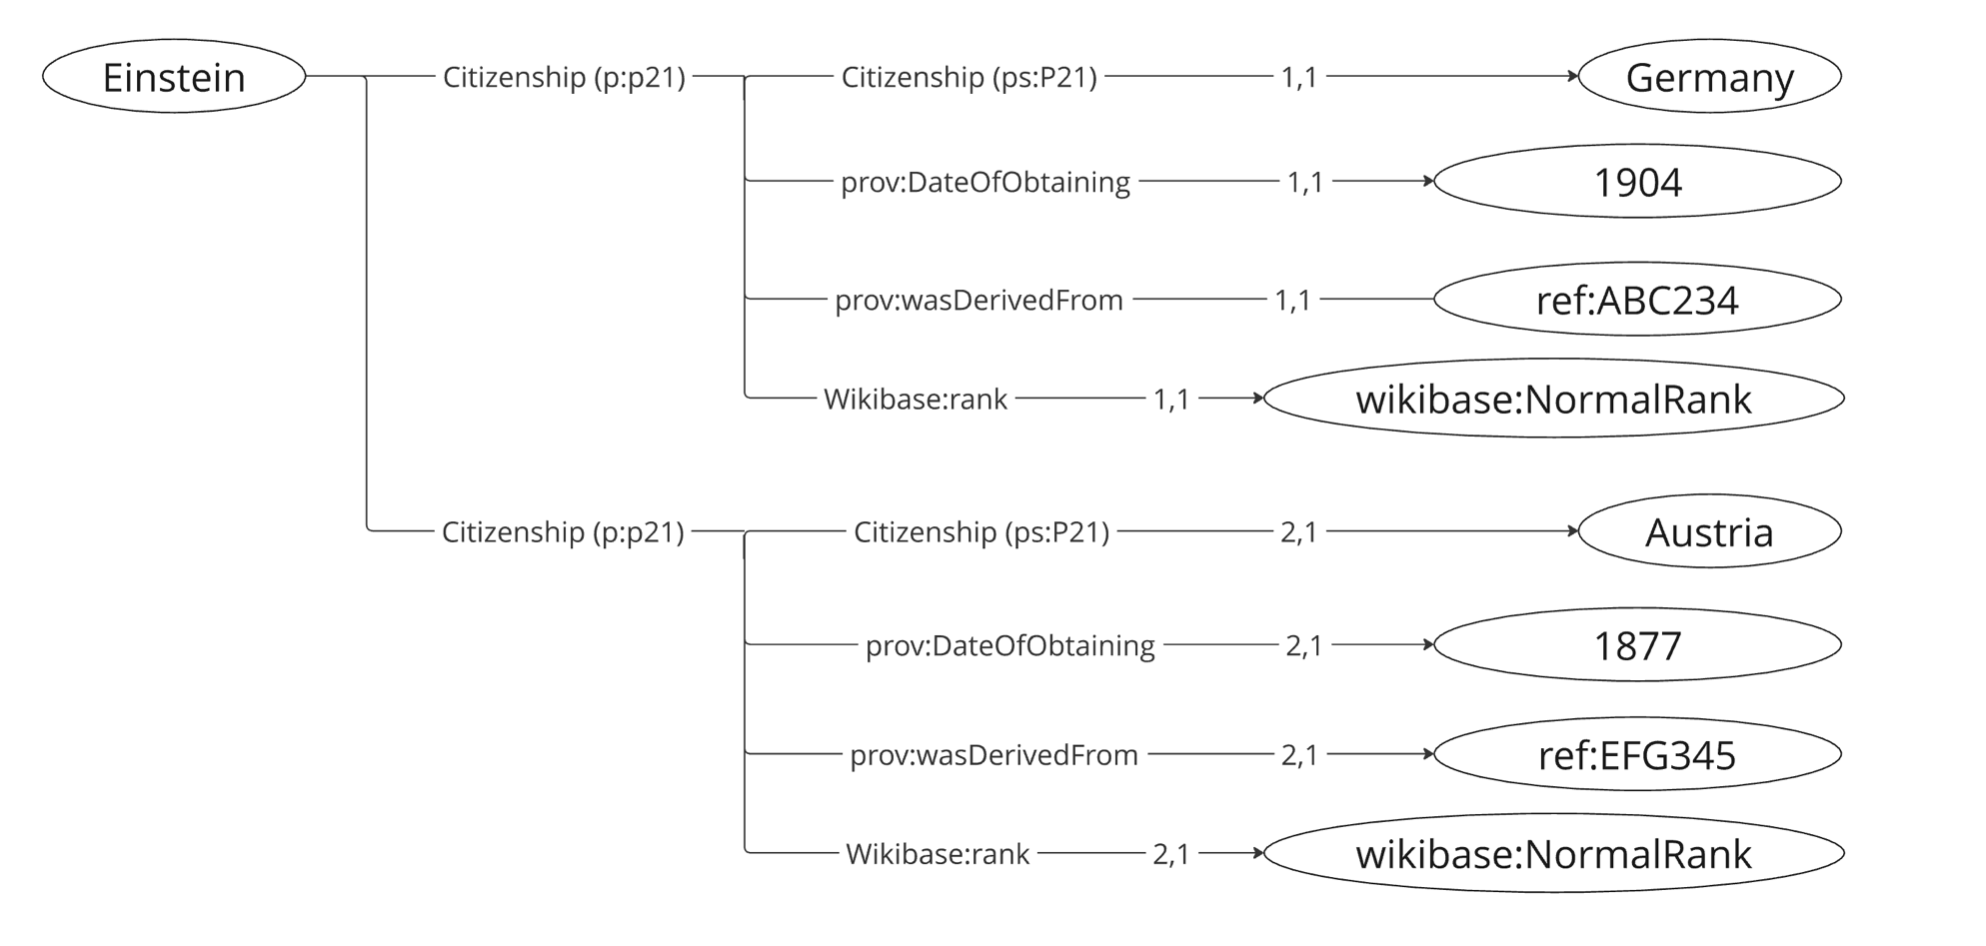 Einstein Citizenship (p:p21) Citizenship (ps:P21) 1,1 Germany
prov:DateOfObtaining 1,1 1904
prov:wasDerivedFrom 1,1 ref:ABC234
Wikibase:rank 1,1 wikibase:NormalRank
Citizenship (p:p21) Citizenship (ps:P21) 2,1 Austria
prov:DateOfObtaining 2,1 1877
prov:wasDerivedFrom 2,1 ref:EFG345
Wikibase:rank 2,1 wikibase:NormalRank